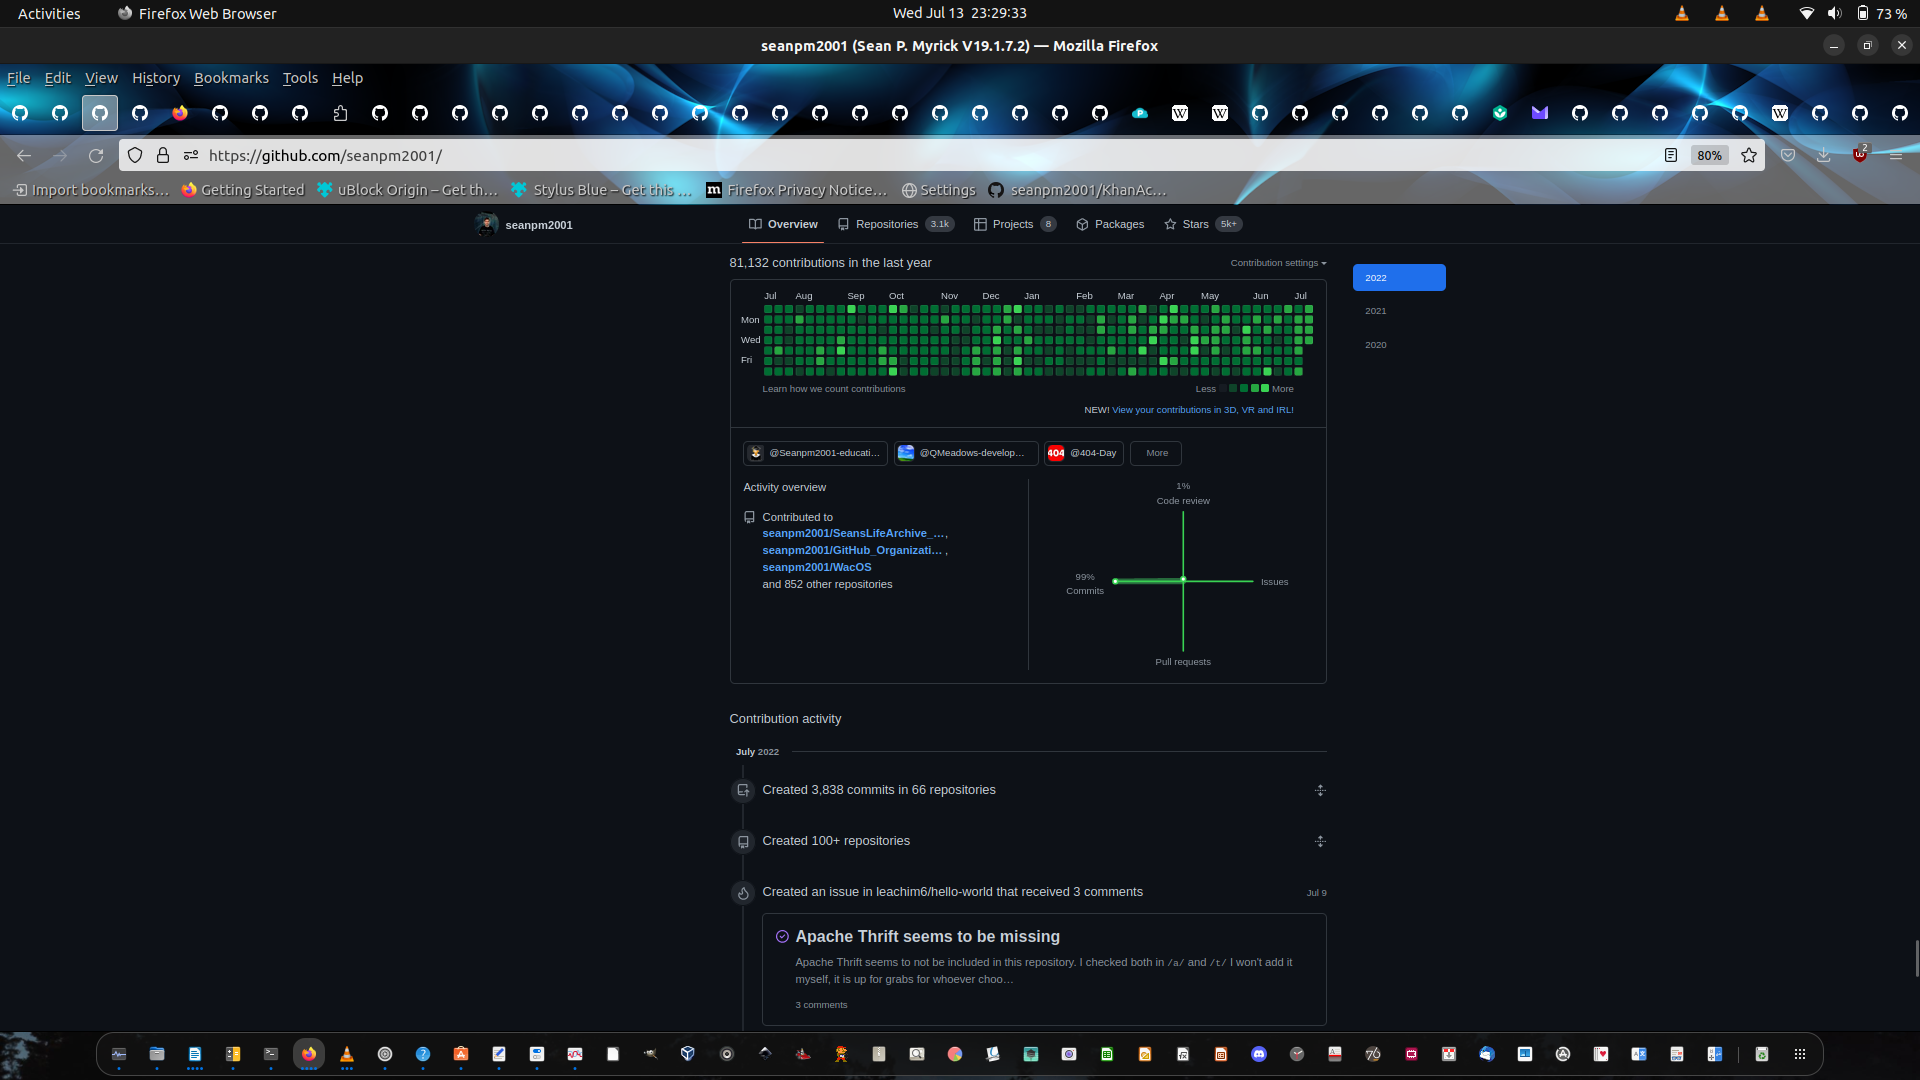 Activities
Firefox Web Browser
Wed Jul 13 23:29:33
73 %
seanpm2001 (Sean P. Myrick V19.1.7.2) — Mozilla Firefox
File Edit View History Bookmarks Tools Help
https://github.com/seanpm2001/
80%
2
Import bookmarks…
Getting Started
uBlock Origin – Get th…
Stylus Blue – Get this …
Firefox Privacy Notice…
Settings
seanpm2001/KhanAc…
seanpm2001
Overview
Repositories 3.1k
Projects 8
Packages
Stars 5k+
81,132 contributions in the last year
Contribution settings
2022
2021
2020
Jul Aug Sep Oct Nov Dec Jan Feb Mar Apr May Jun Jul
Mon
Wed
Fri
Learn how we count contributions
Less More
NEW! View your contributions in 3D, VR and IRL!
@Seanpm2001-educati…
@QMeadows-develop…
404 @404-Day
More
Activity overview
Contributed to
seanpm2001/SeansLifeArchive_…,
seanpm2001/GitHub_Organizati… ,
seanpm2001/WacOS
and 852 other repositories
1%
Code review
99%
Commits
Issues
Pull requests
Contribution activity
July 2022
Created 3,838 commits in 66 repositories
Created 100+ repositories
Created an issue in leachim6/hello-world that received 3 comments
Jul 9
Apache Thrift seems to be missing
Apache Thrift seems to not be included in this repository. I checked both in /a/ and /t/ I won't add it
myself, it is up for grabs for whoever choo…
3 comments